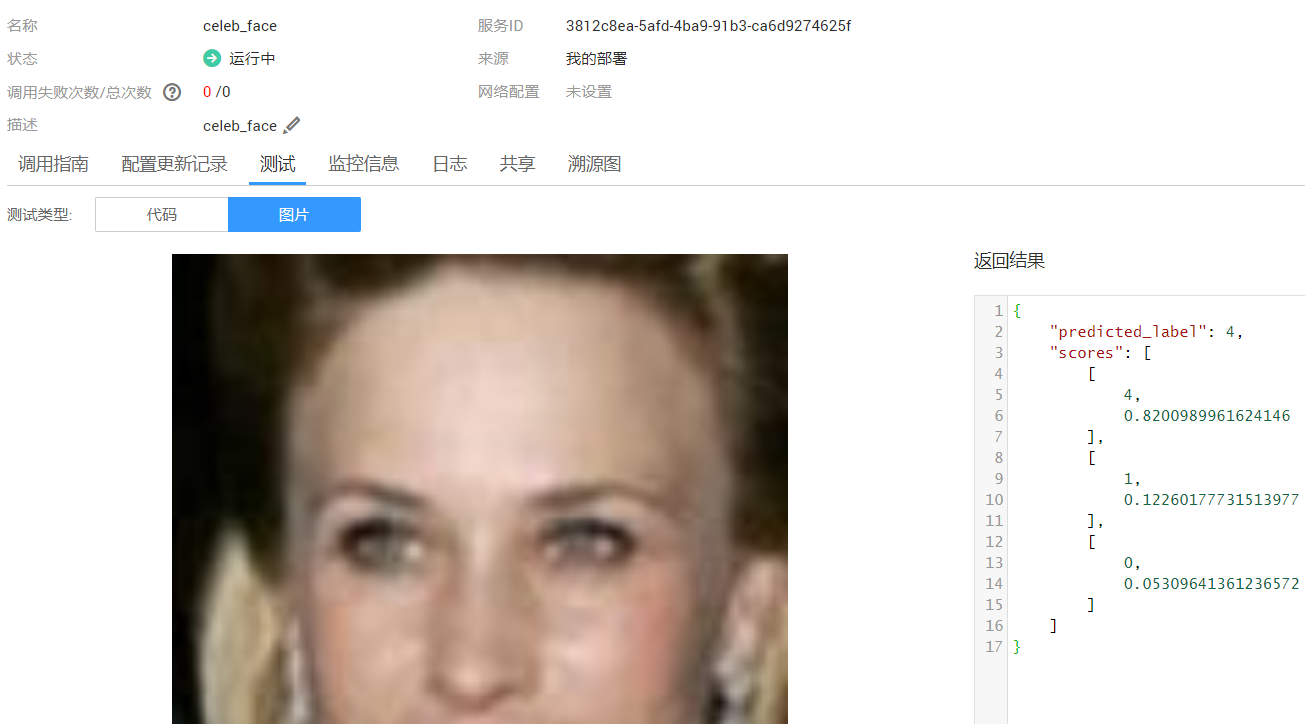 名称 celeb_face 服务ID 3812c8ea-5afd-4ba9-91b3-ca6d9274625f
状态 运行中 来源 我的部署
调用失败次数/总次数 ? 0 /0 网络配置 未设置
描述 celeb_face
调用指南 配置更新记录 测试 监控信息 日志 共享 溯源图
测试类型: 代码 图片
返回结果
1 {
2 "predicted_label": 4,
3 "scores": [
4 [
5 4,
6 0.8200989961624146
7 ],
8 [
9 1,
10 0.12260177731513977
11 ],
12 [
13 0,
14 0.05309641361236572
15 ]
16 ]
17 }